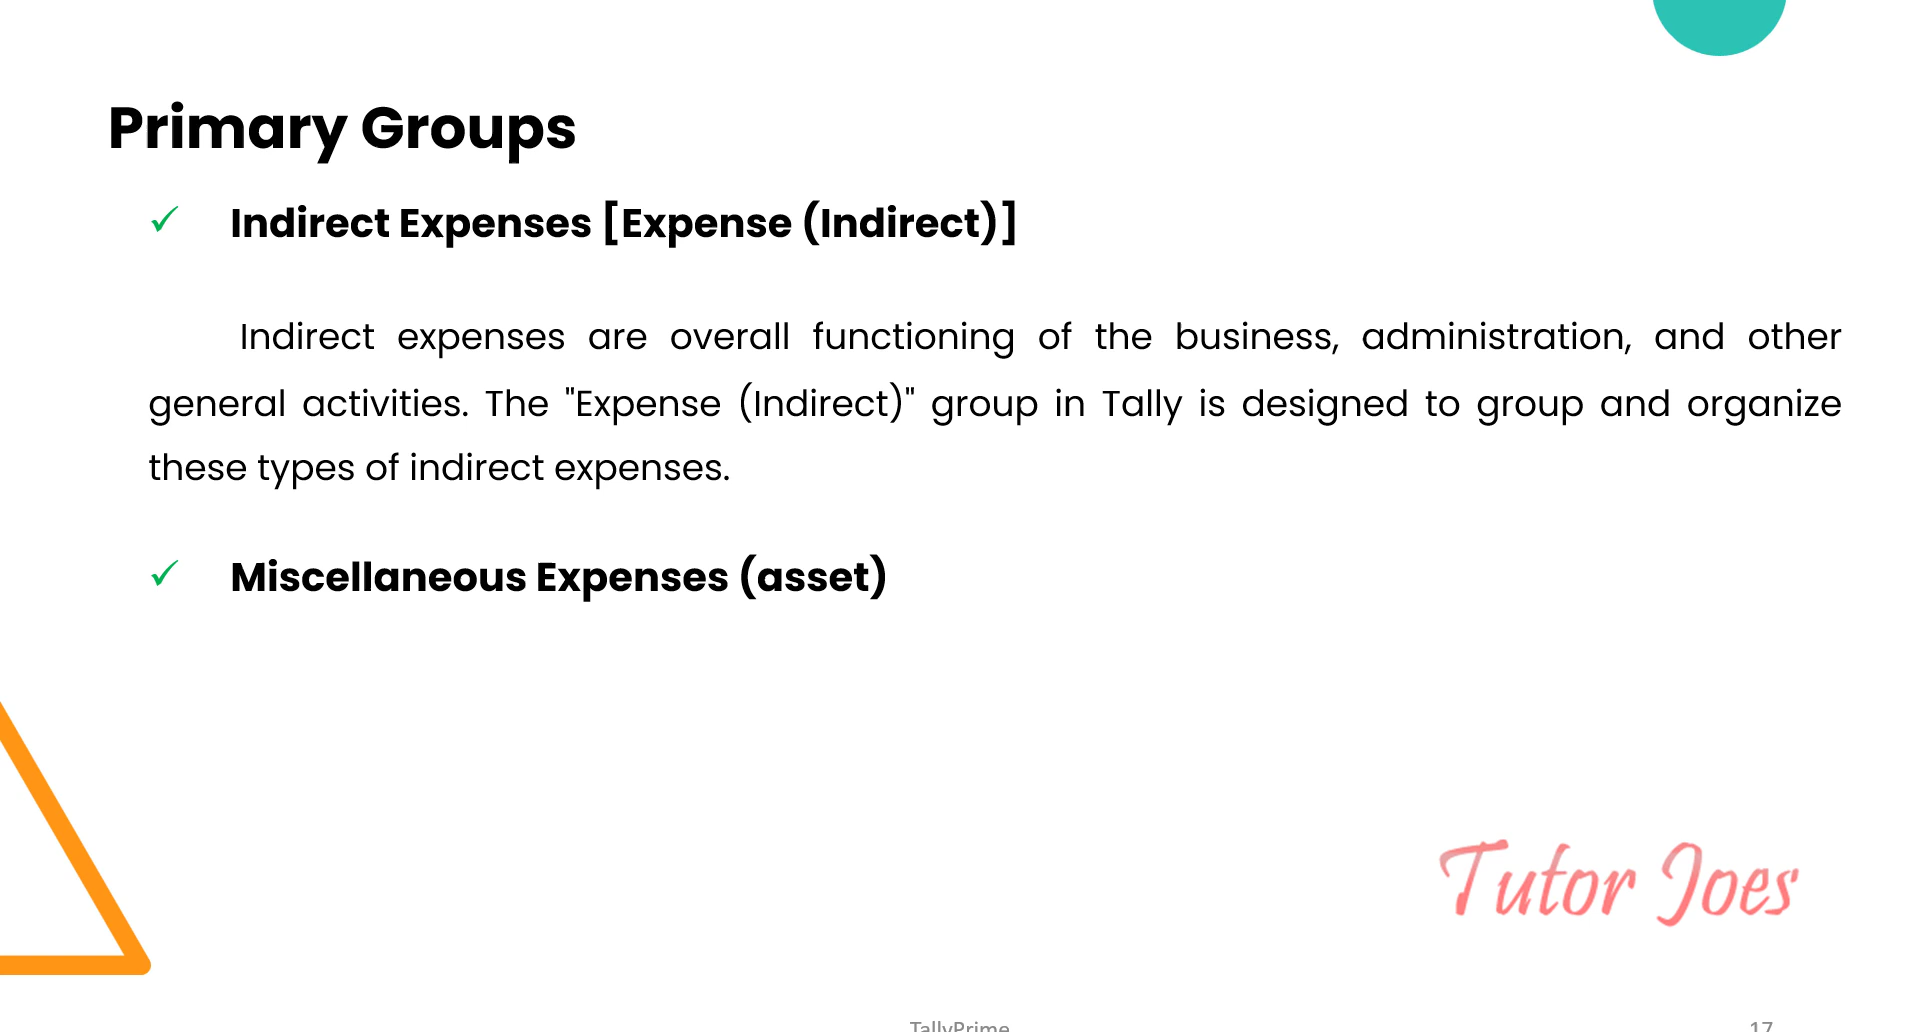 Primary Groups
✓ Indirect Expenses [Expense (Indirect)]
Indirect expenses are overall functioning of the business, administration, and other
general activities. The "Expense (Indirect)" group in Tally is designed to group and organize
these types of indirect expenses.
✓ Miscellaneous Expenses (asset)
Tutor Joes
TallyPrime
17